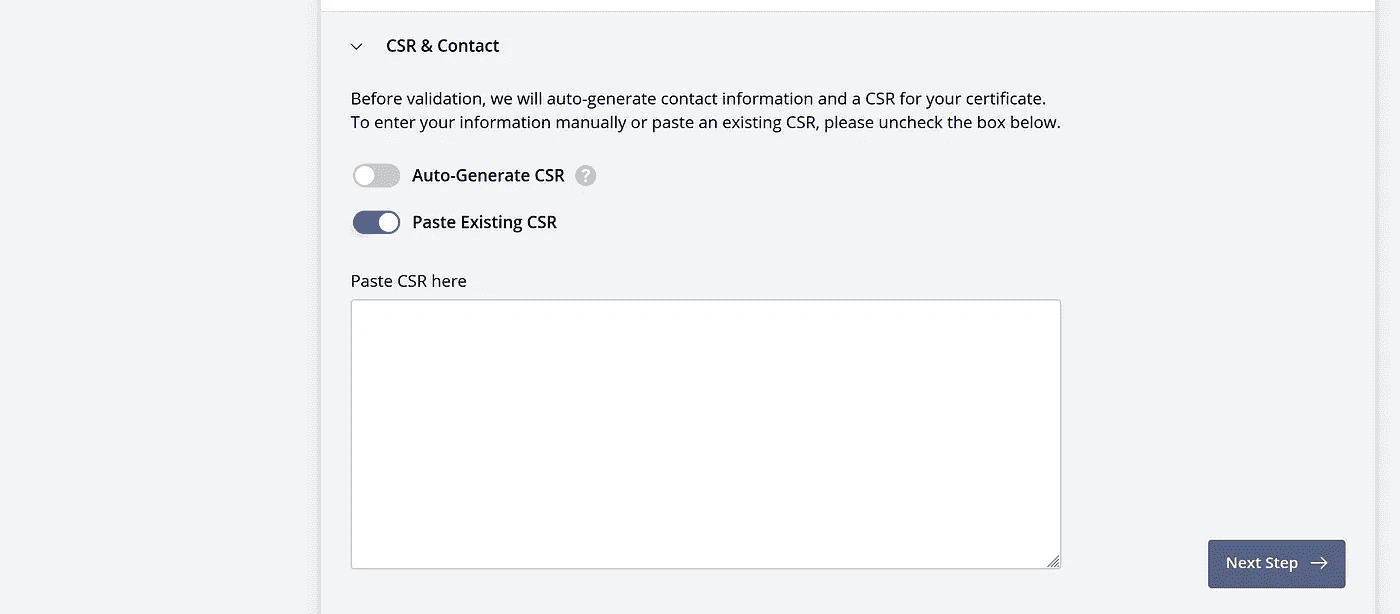 CSR & Contact
Before validation, we will auto-generate contact information and a CSR for your certificate.
To enter your information manually or paste an existing CSR, please uncheck the box below.
Auto-Generate CSR ?
Paste Existing CSR
Paste CSR here
Next Step →